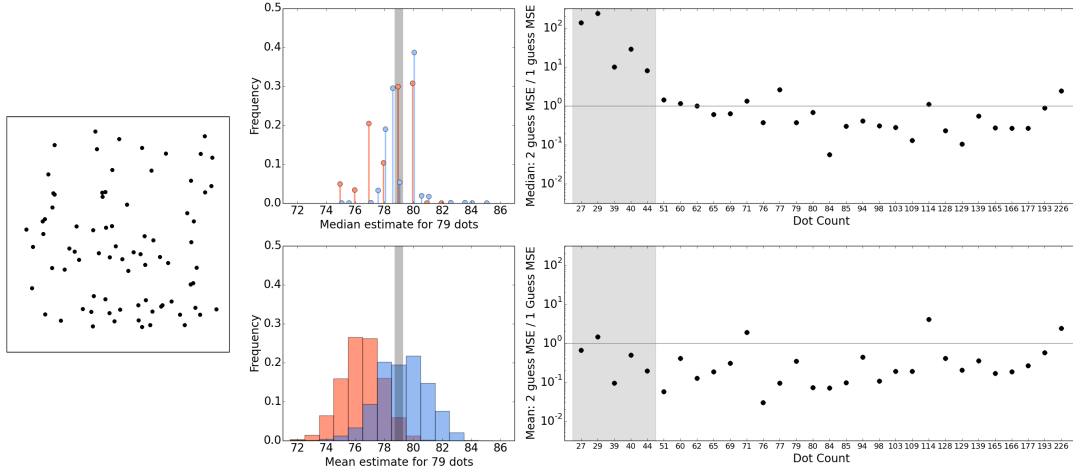 0.5
0.4
0.3
0.2
0.1
0.0
Frequency
72 74 76 78 80 82 84 86
Median estimate for 79 dots
0.5
0.4
0.3
0.2
0.1
0.0
Frequency
72 74 76 78 80 82 84 86
Mean estimate for 79 dots
Median: 2 guess MSE / 1 guess MSE
10²
10¹
10⁰
10⁻¹
10⁻²
27 29 39 40 44 51 60 62 65 69 71 76 77 79 80 84 85 94 98 103 109 114 128 129 139 165 166 177 193 226
Dot Count
Mean: 2 guess MSE / 1 Guess MSE
10²
10¹
10⁰
10⁻¹
10⁻²
27 29 39 40 44 51 60 62 65 69 71 76 77 79 80 84 85 94 98 103 109 114 128 129 139 165 166 177 193 226
Dot Count